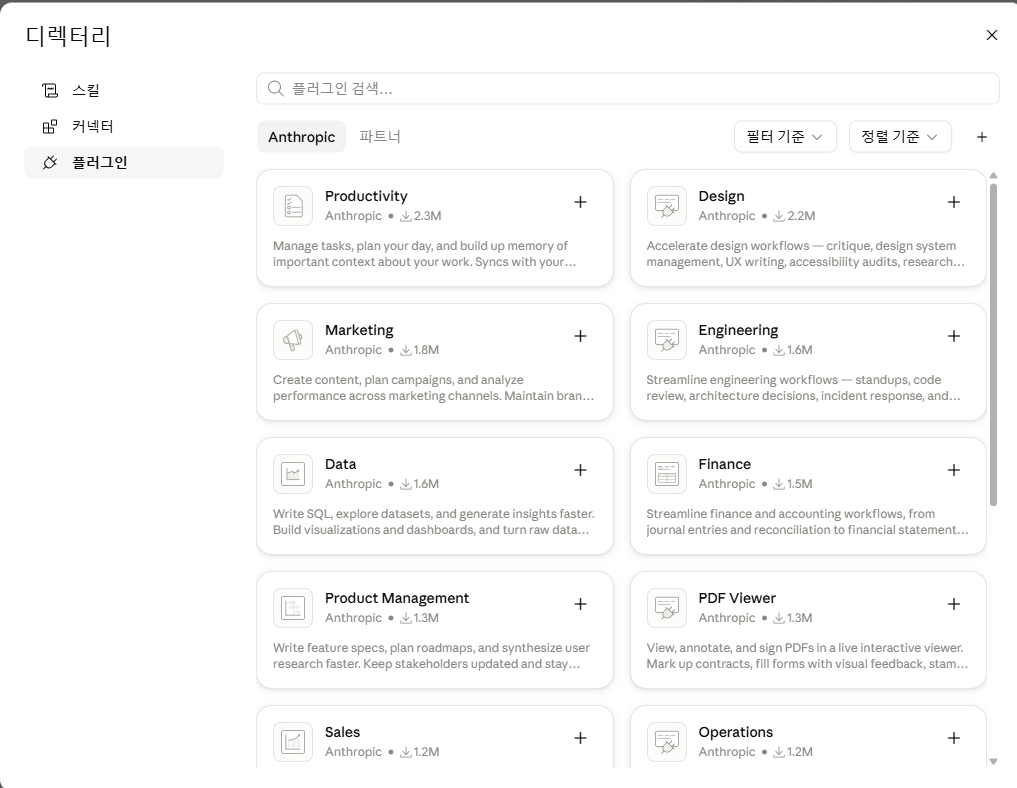 디렉터리
스킬
커넥터
플러그인
플러그인 검색...
Anthropic
파트너
필터 기준
정렬 기준
Productivity
Anthropic • 2.3M
Manage tasks, plan your day, and build up memory of
important context about your work. Syncs with your...
Design
Anthropic • 2.2M
Accelerate design workflows — critique, design system
management, UX writing, accessibility audits, research...
Marketing
Anthropic • 1.8M
Create content, plan campaigns, and analyze
performance across marketing channels. Maintain bran...
Engineering
Anthropic • 1.6M
Streamline engineering workflows — standups, code
review, architecture decisions, incident response, and...
Data
Anthropic • 1.6M
Write SQL, explore datasets, and generate insights faster.
Build visualizations and dashboards, and turn raw data...
Finance
Anthropic • 1.5M
Streamline finance and accounting workflows, from
journal entries and reconciliation to financial statement...
Product Management
Anthropic • 1.3M
Write feature specs, plan roadmaps, and synthesize user
research faster. Keep stakeholders updated and stay...
PDF Viewer
Anthropic • 1.3M
View, annotate, and sign PDFs in a live interactive viewer.
Mark up contracts, fill forms with visual feedback, stam...
Sales
Anthropic • 1.2M
Operations
Anthropic • 1.2M